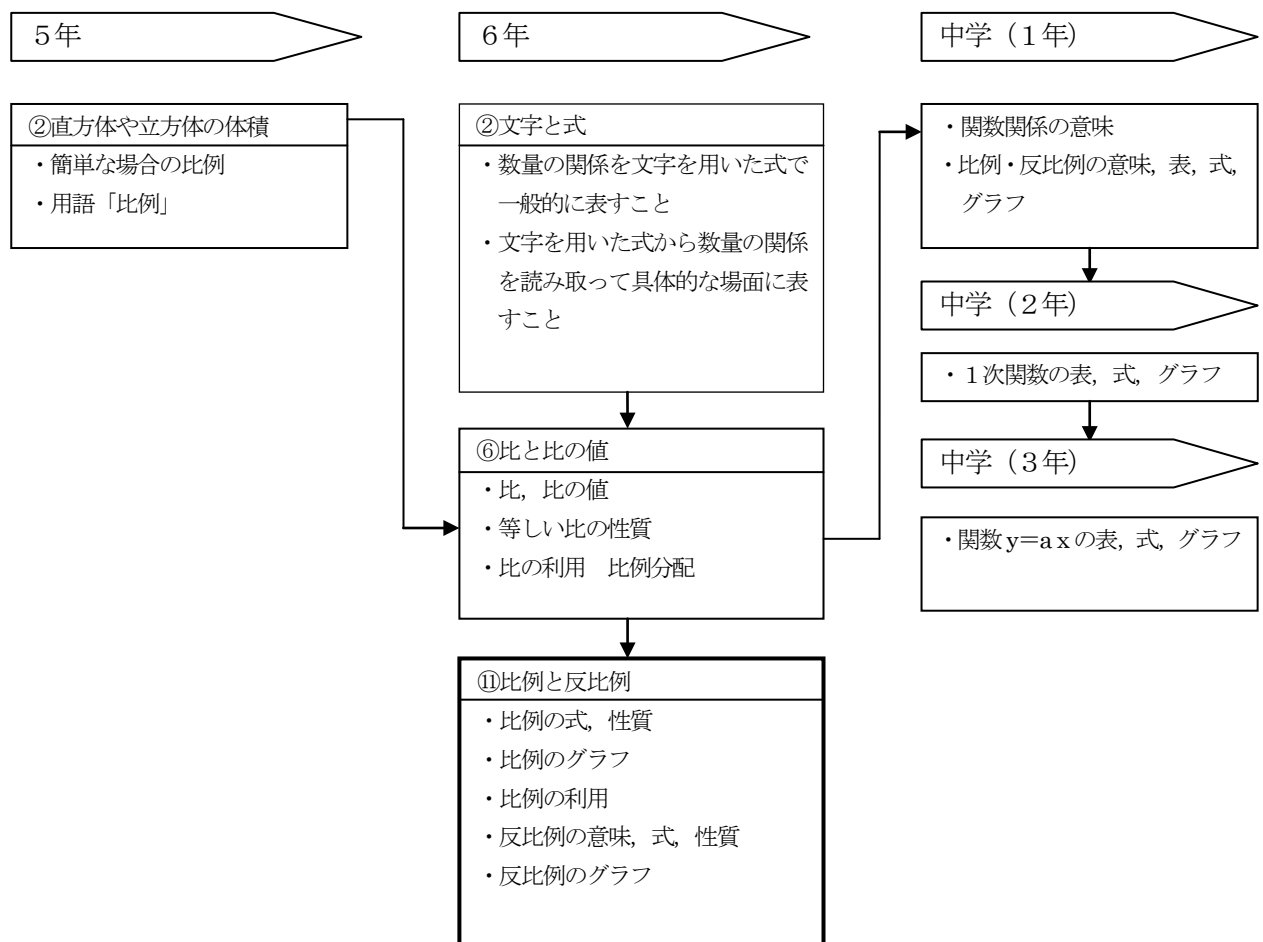 ５年
②直方体や立方体の体積
・簡単な場合の比例
・用語「比例」
６年
②文字と式
・数量の関係を文字を用いた式で
一般的に表すこと
・文字を用いた式から数量の関係
を読み取って具体的な場面に表
すこと
⑥比と比の値
・比，比の値
・等しい比の性質
・比の利用　比例分配
⑪比例と反比例
・比例の式，性質
・比例のグラフ
・比例の利用
・反比例の意味，式，性質
・反比例のグラフ
中学（１年）
・関数関係の意味
・比例・反比例の意味，表，式，
グラフ
中学（２年）
・１次関数の表，式，グラフ
中学（３年）
・関数ｙ＝ａｘの表，式，グラフ